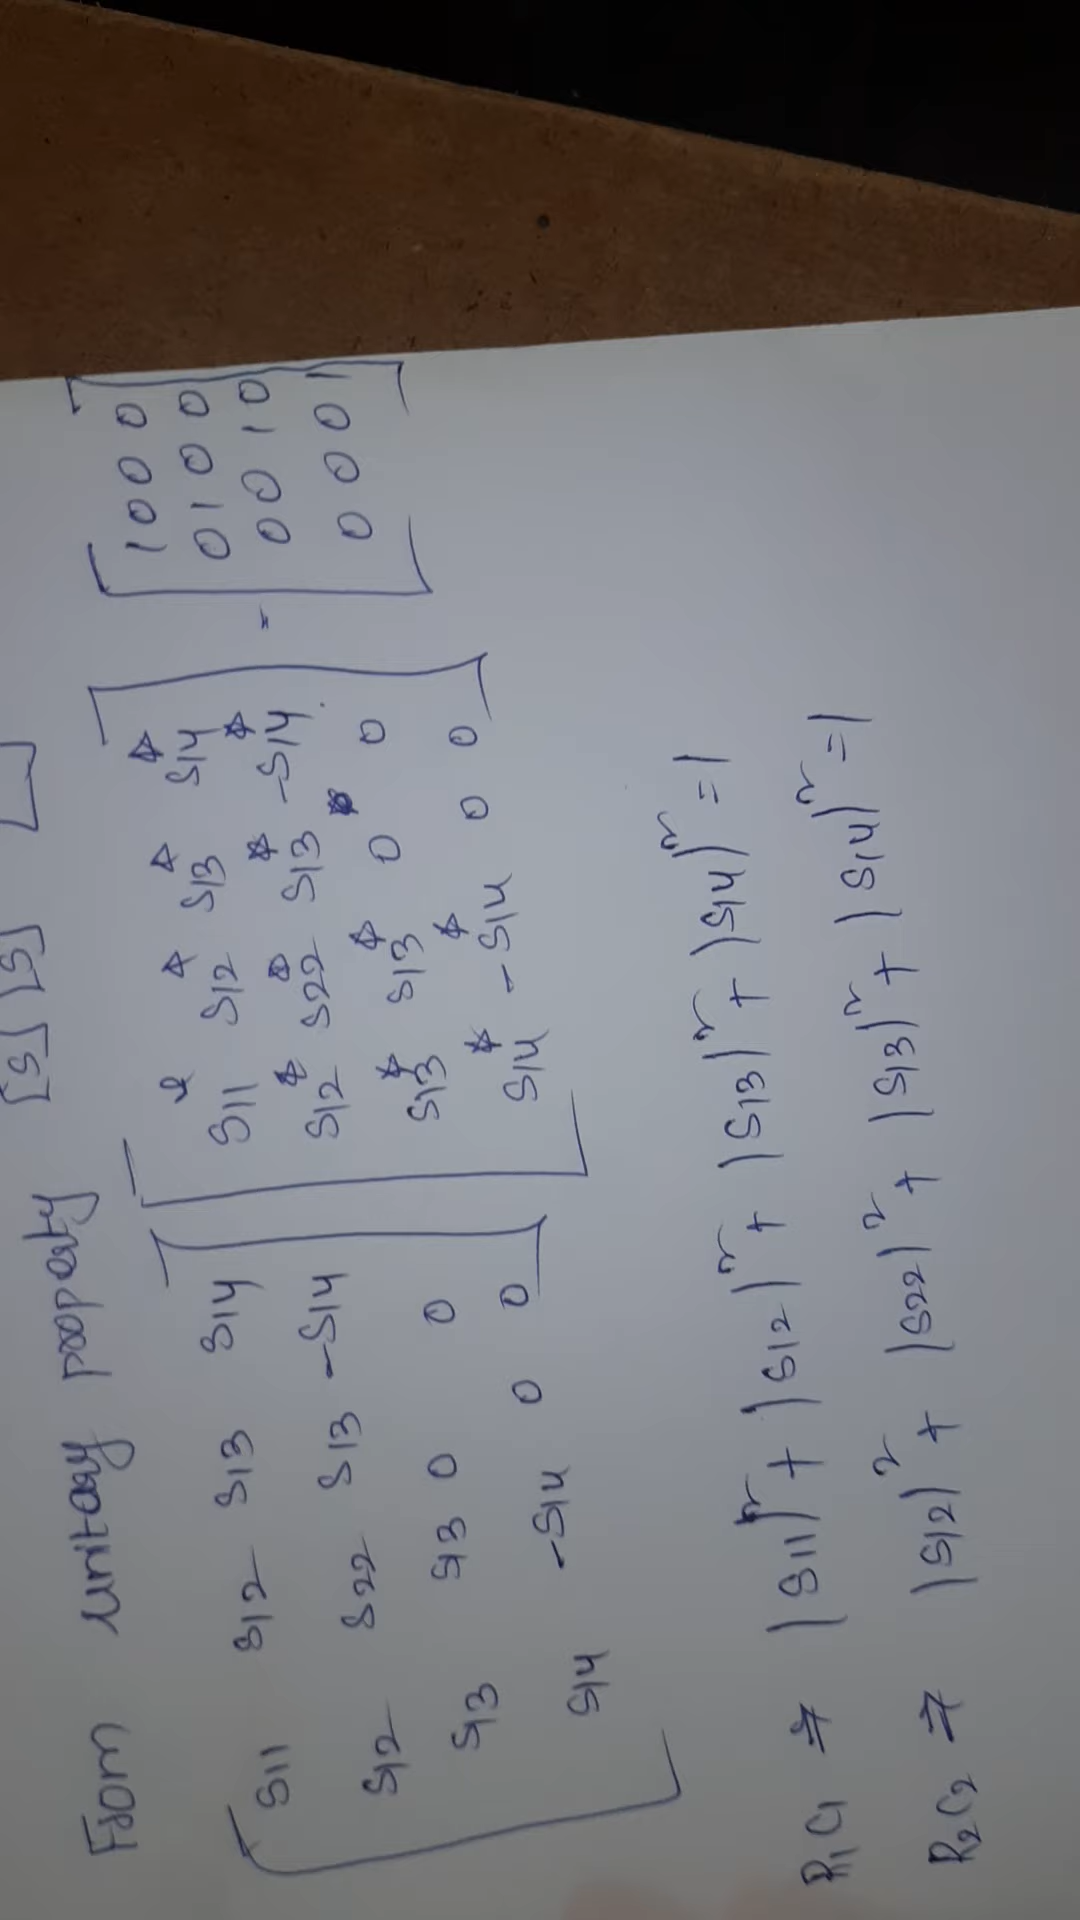 From unitary property [S] [S]
[ S11 S12 S13 S14 ] [ S11* S12* S13* S14* ] = [ 1 0 0 0 ]
[ S12 S22 S13 -S14 ] [ S12* S22* S13* -S14* ] [ 0 1 0 0 ]
[ S13 S13 0 0 ] [ S13* S13* 0 0 ] [ 0 0 1 0 ]
[ S14 -S14 0 0 ] [ S14* -S14* 0 0 ] [ 0 0 0 1 ]
R₁C₁ ⇒ |S11|² + |S12|² + |S13|² + |S14|² = 1
R₂C₂ ⇒ |S12|² + |S22|² + |S13|² + |S14|² = 1